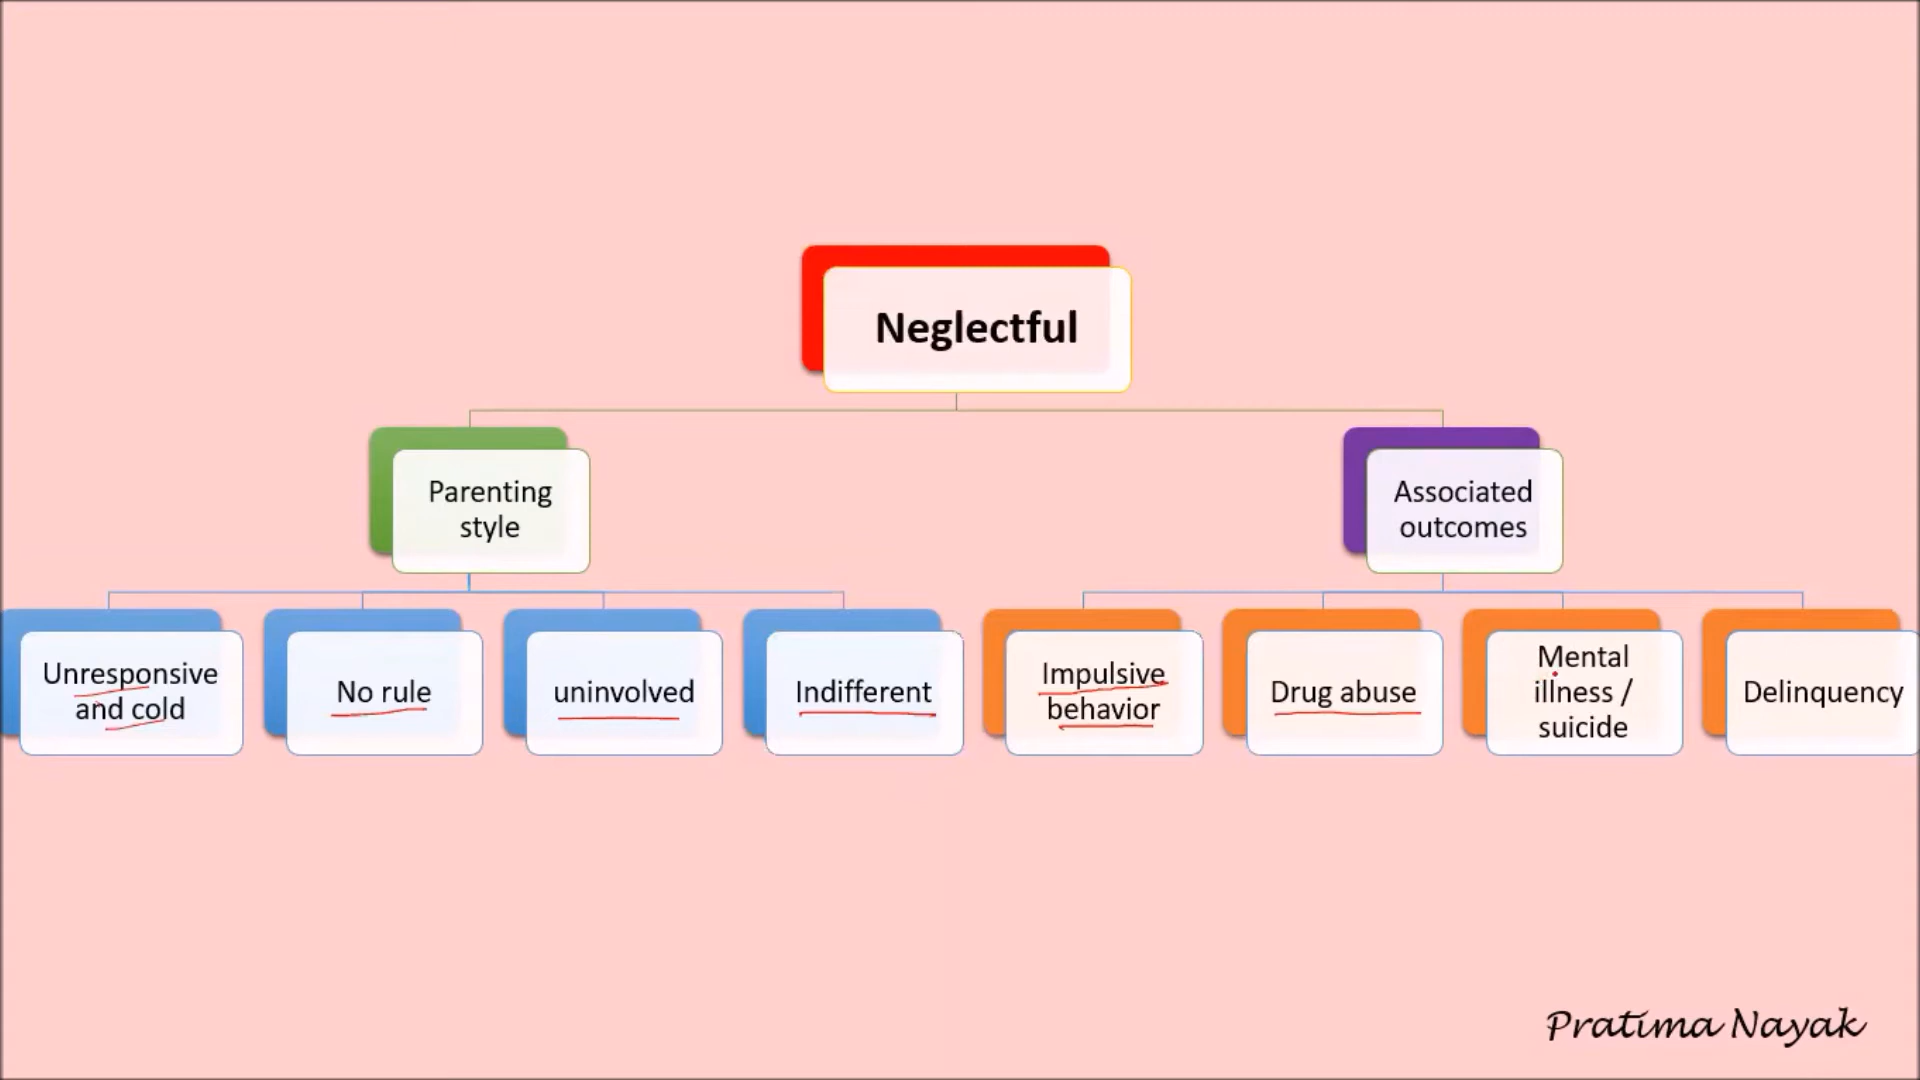 Neglectful
Parenting
style
Associated
outcomes
Unresponsive
and cold
No rule
uninvolved
Indifferent
Impulsive
behavior
Drug abuse
Mental
illness /
suicide
Delinquency
Pratima Nayak